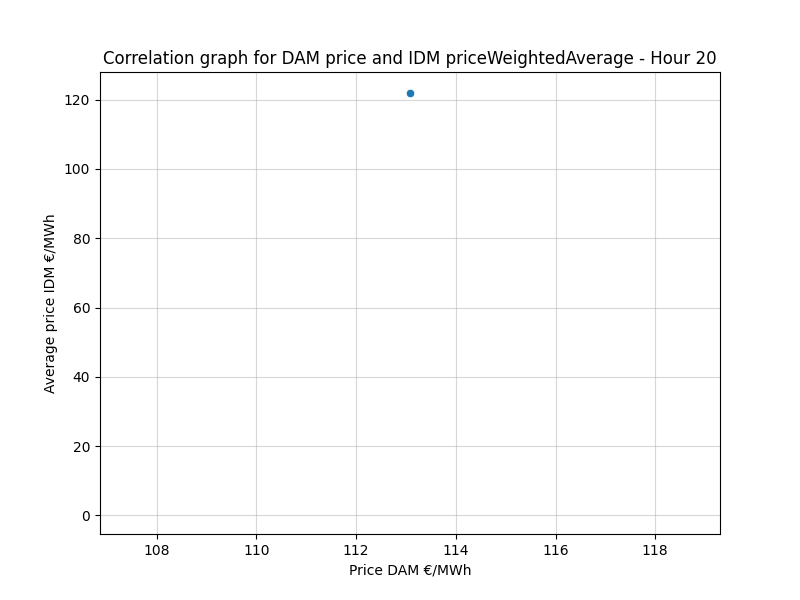 Correlation graph for DAM price and IDM priceWeightedAverage - Hour 20
120
100
80
60
40
20
0
Average price IDM €/MWh
108 110 112 114 116 118
Price DAM €/MWh